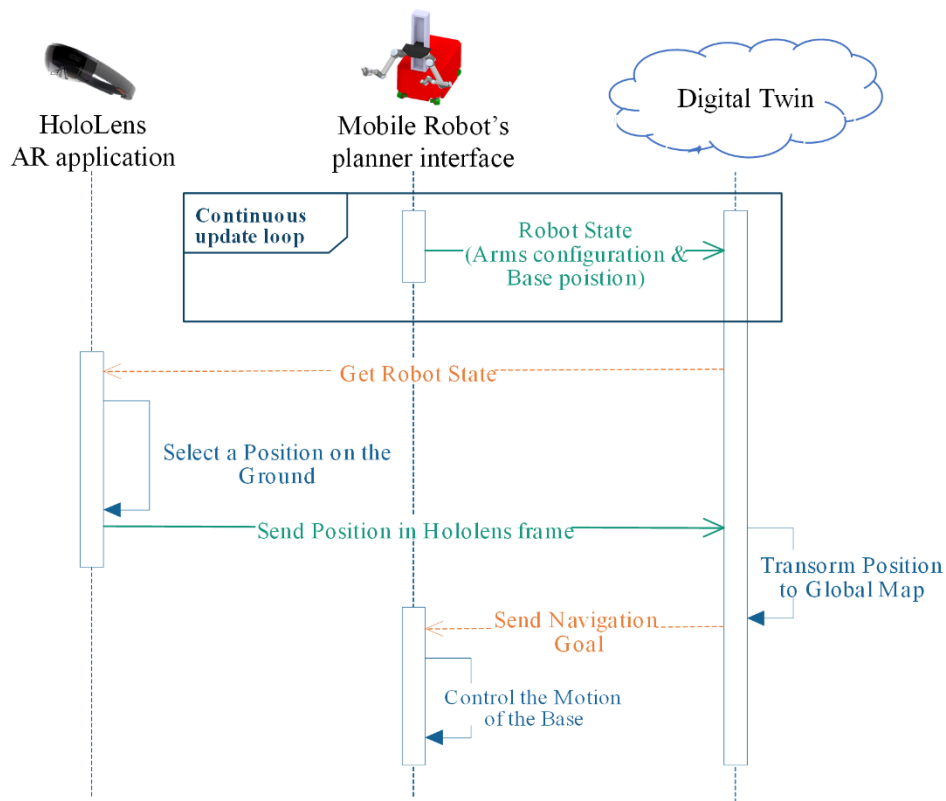 HoloLens
AR application
Mobile Robot's
planner interface
Digital Twin
Continuous
update loop
Robot State
(Arms configuration &
Base poistion)
Get Robot State
Select a Position on the
Ground
Send Position in Hololens frame
Transorm Position
to Global Map
Send Navigation
Goal
Control the Motion
of the Base